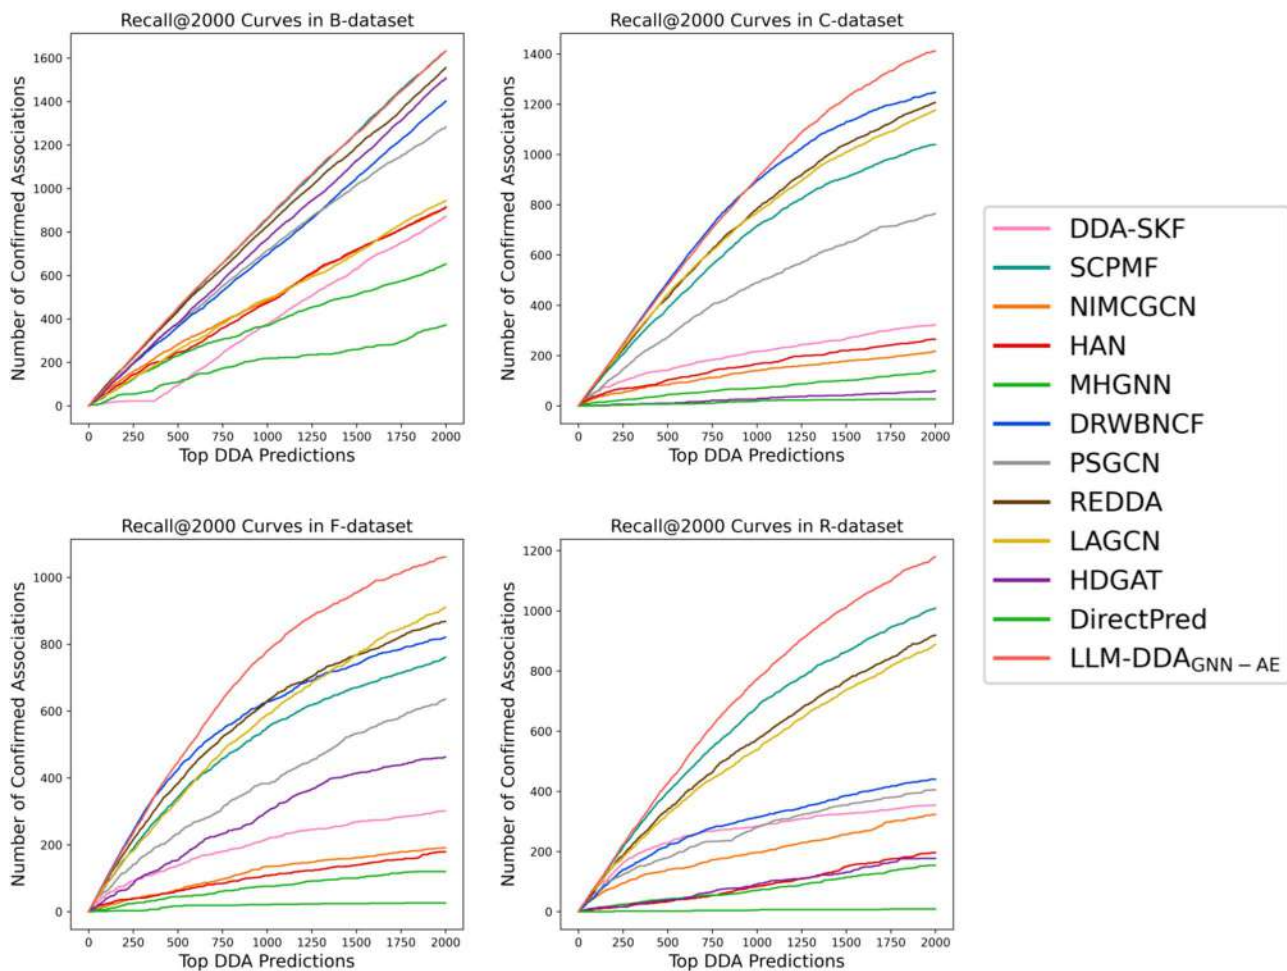 Recall@2000 Curves in B-dataset
Number of Confirmed Associations
1600
1400
1200
1000
800
600
400
200
0
0 250 500 750 1000 1250 1500 1750 2000
Top DDA Predictions
Recall@2000 Curves in C-dataset
Number of Confirmed Associations
1400
1200
1000
800
600
400
200
0
0 250 500 750 1000 1250 1500 1750 2000
Top DDA Predictions
Recall@2000 Curves in F-dataset
Number of Confirmed Associations
1000
800
600
400
200
0
0 250 500 750 1000 1250 1500 1750 2000
Top DDA Predictions
Recall@2000 Curves in R-dataset
Number of Confirmed Associations
1200
1000
800
600
400
200
0
0 250 500 750 1000 1250 1500 1750 2000
Top DDA Predictions
DDA-SKF
SCPMF
NIMCGCN
HAN
MHGNN
DRWBNCF
PSGCN
REDDA
LAGCN
HDGAT
DirectPred
LLM-DDA GNN-AE